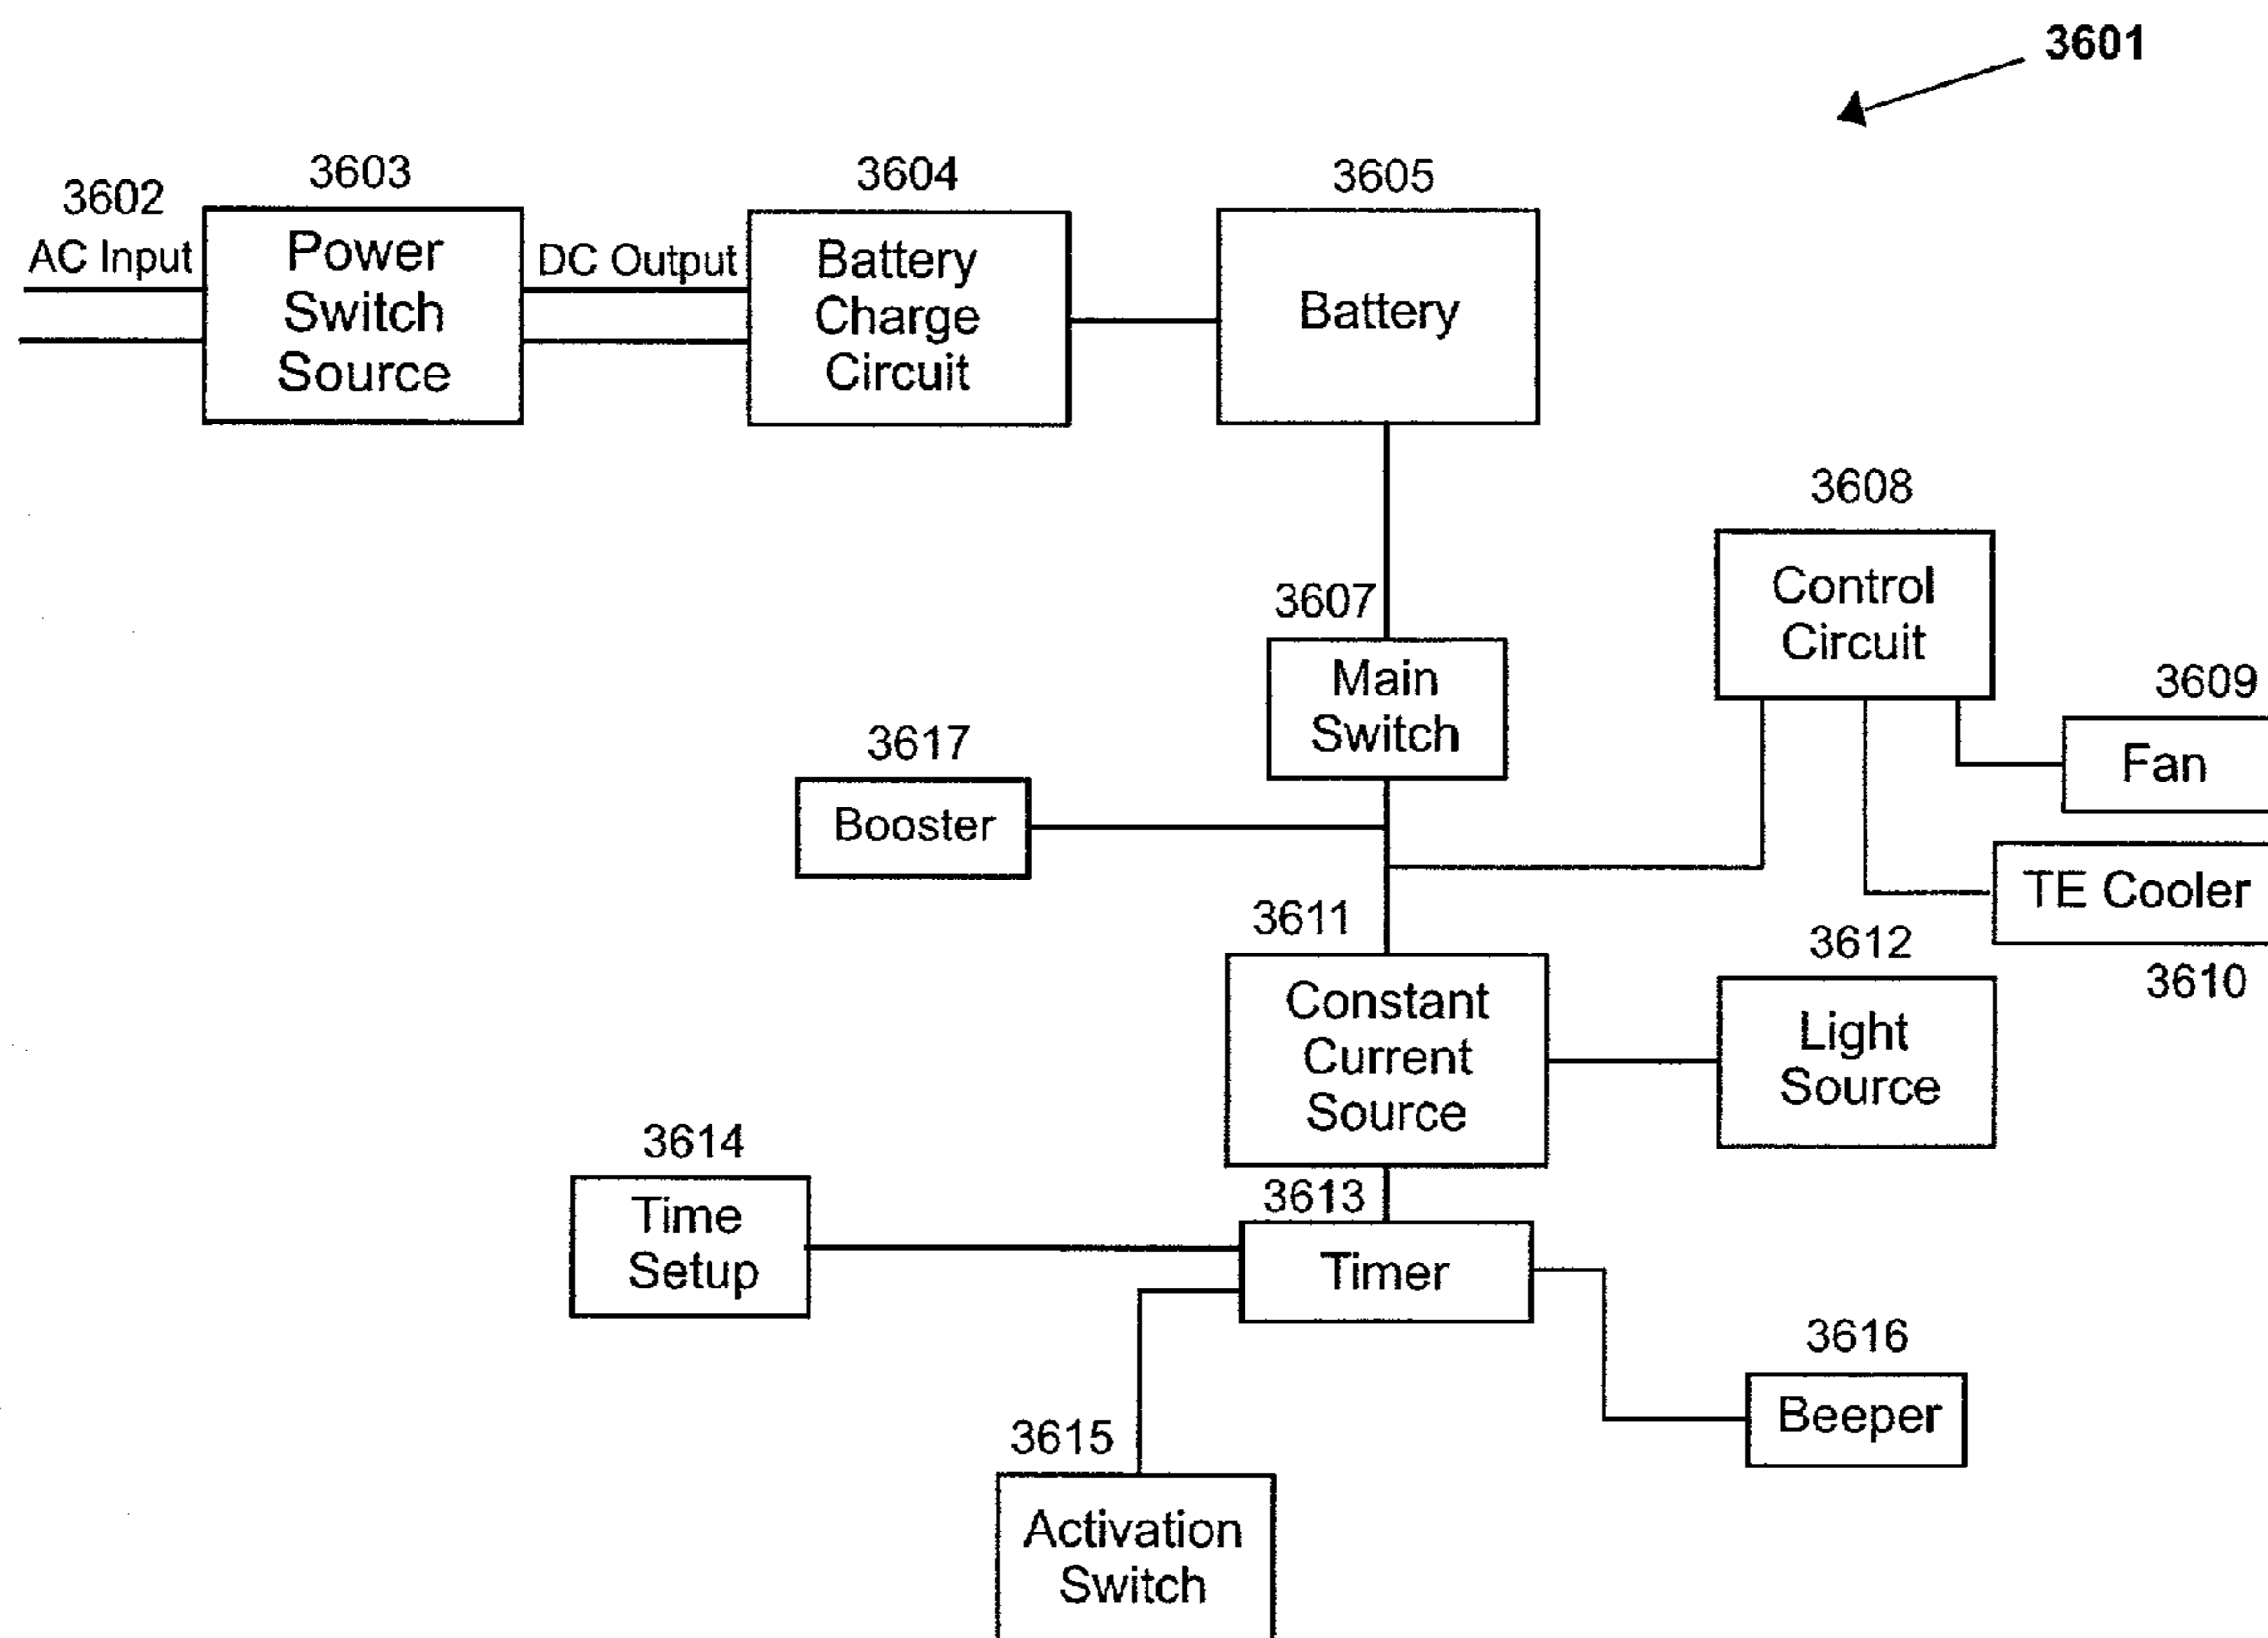 3601
3602
AC Input
3603
Power
Switch
Source
DC Output
3604
Battery
Charge
Circuit
3605
Battery
3607
Main
Switch
3608
Control
Circuit
3609
Fan
TE Cooler
3610
3617
Booster
3611
Constant
Current
Source
3612
Light
Source
3613
Timer
3614
Time
Setup
3615
Activation
Switch
3616
Beeper